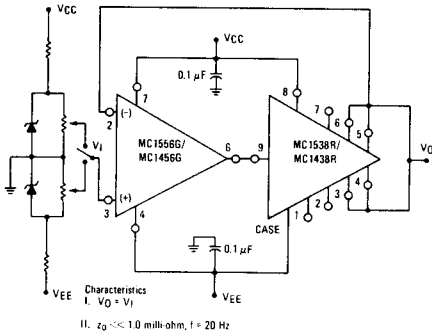 VCC
VCC
0.1 µF
7
8
7
6
5
(-)
2
MC1556G/
MC1456G
MC1538R/
MC1438R
VI
6
9
VO
(+)
3
4
CASE
1
2
3
4
0.1 µF
VEE
VEE
Characteristics
I. VO = VI
II. zo << 1.0 milli-ohm, f = 20 Hz